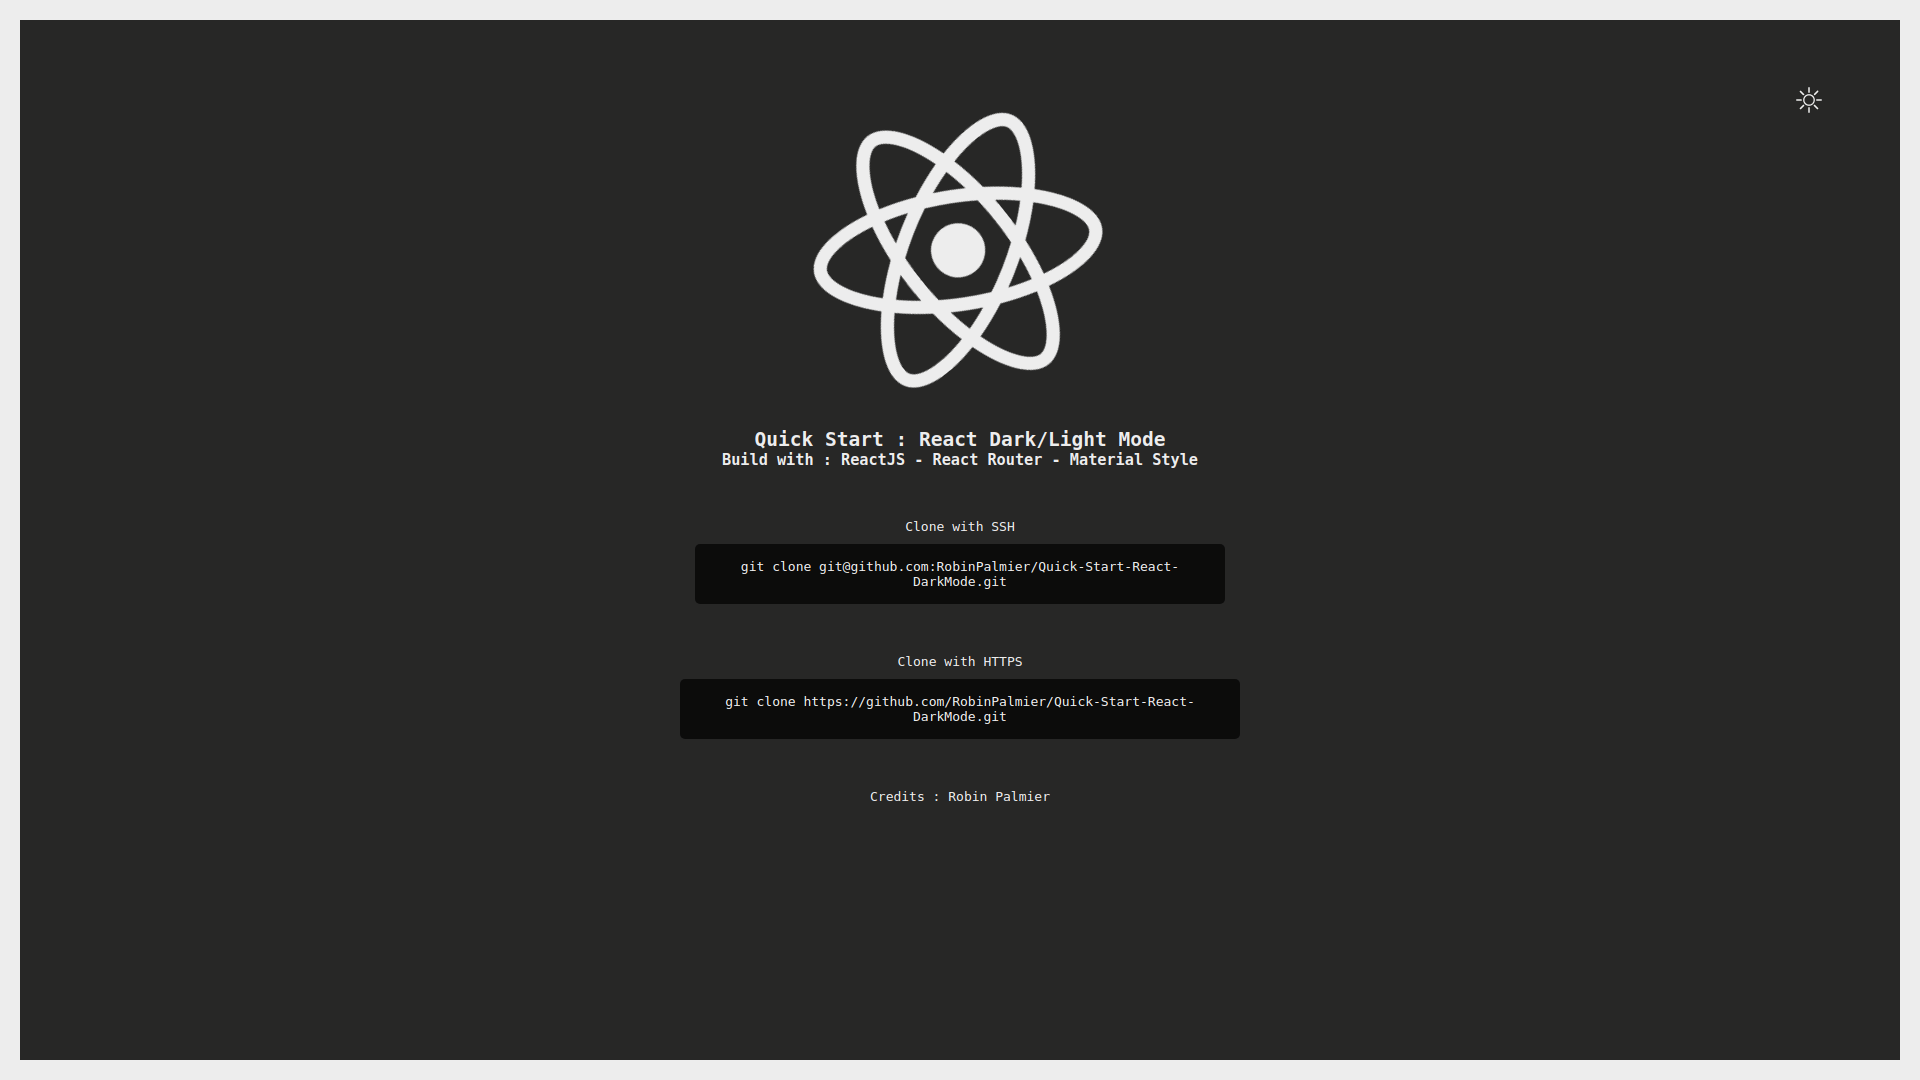 Quick Start : React Dark/Light Mode
Build with : ReactJS - React Router - Material Style
Clone with SSH
git clone git@github.com:RobinPalmier/Quick-Start-React-
DarkMode.git
Clone with HTTPS
git clone https://github.com/RobinPalmier/Quick-Start-React-
DarkMode.git
Credits : Robin Palmier